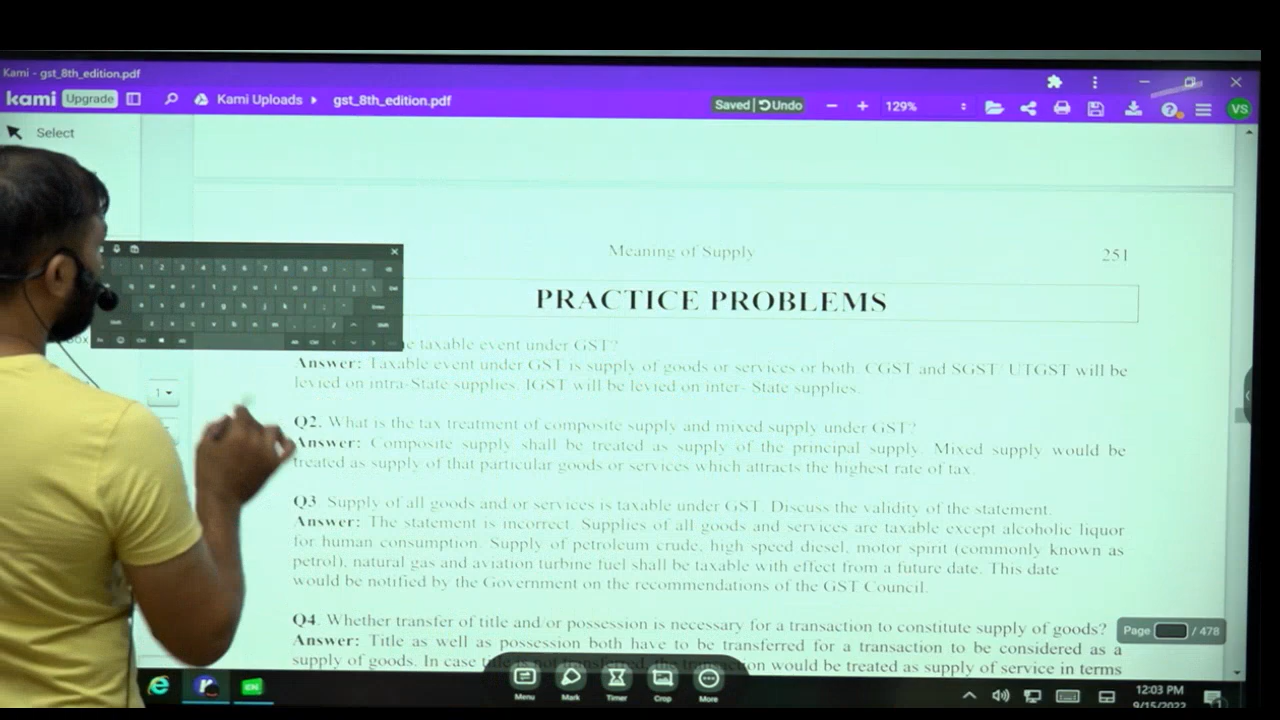 Kami - gst_8th_edition.pdf
kami Upgrade Kami Uploads gst_8th_edition.pdf Saved Undo 129% VS
Select
Meaning of Supply 251
PRACTICE PROBLEMS
e taxable event under GST?
Answer: Taxable event under GST is supply of goods or services or both. CGST and SGST/ UTGST will be
levied on intra-State supplies. IGST will be levied on inter- State supplies.
Q2. What is the tax treatment of composite supply and mixed supply under GST?
Answer: Composite supply shall be treated as supply of the principal supply. Mixed supply would be
treated as supply of that particular goods or services which attracts the highest rate of tax.
Q3 Supply of all goods and/or services is taxable under GST. Discuss the validity of the statement.
Answer: The statement is incorrect. Supplies of all goods and services are taxable except alcoholic liquor
for human consumption. Supply of petroleum crude, high speed diesel, motor spirit (commonly known as
petrol), natural gas and aviation turbine fuel shall be taxable with effect from a future date. This date
would be notified by the Government on the recommendations of the GST Council.
Q4. Whether transfer of title and/or possession is necessary for a transaction to constitute supply of goods?
Answer: Title as well as possession both have to be transferred for a transaction to be considered as a
supply of goods. In case title is not transferred, the transaction would be treated as supply of service in terms
Page / 478
Menu Mark Timer Crop More
EN
12:03 PM
9/15/2022